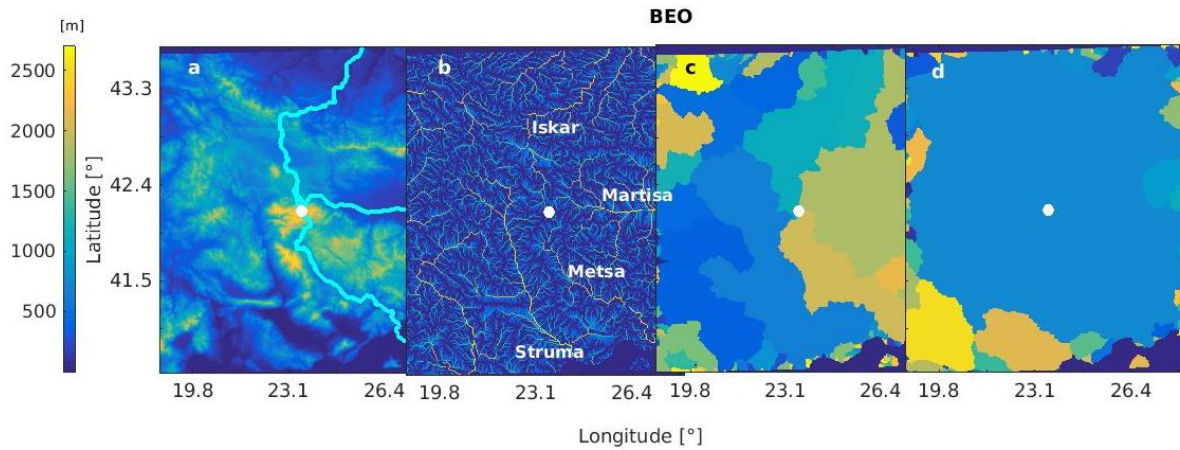 BEO
[m]
2500
2000
1500
1000
500
Latitude [°]
43.3
42.4
41.5
a
b
c
d
Iskar
Martisa
Metsa
Struma
19.8 23.1 26.4
19.8 23.1 26.4
19.8 23.1 26.4
19.8 23.1 26.4
Longitude [°]